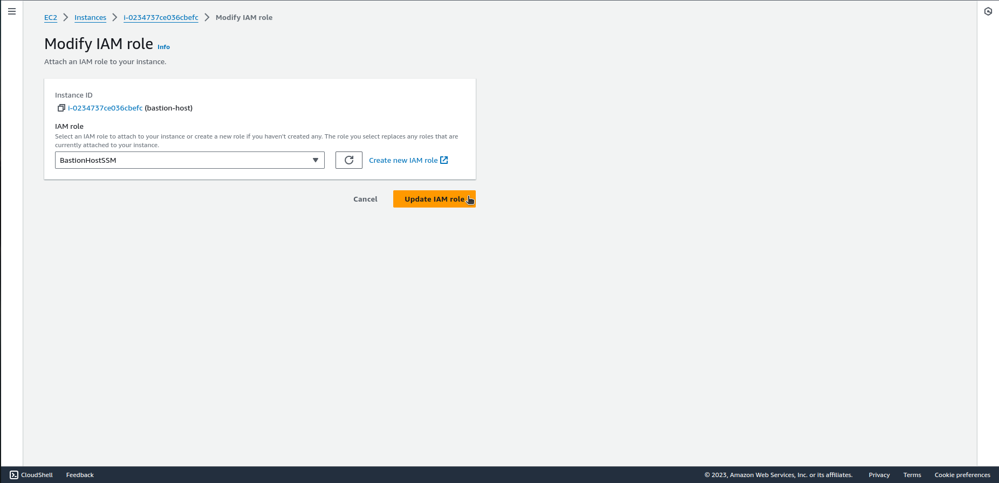 EC2 Instances i-0234737ce036cbefc Modify IAM role
Modify IAM role Info
Attach an IAM role to your instance.
Instance ID
i-0234737ce036cbefc (bastion-host)
IAM role
Select an IAM role to attach to your instance or create a new role if you haven't created any. The role you select replaces any roles that are
currently attached to your instance.
BastionHostSSM Create new IAM role
Cancel Update IAM role
CloudShell Feedback © 2023, Amazon Web Services, Inc. or its affiliates. Privacy Terms Cookie preferences